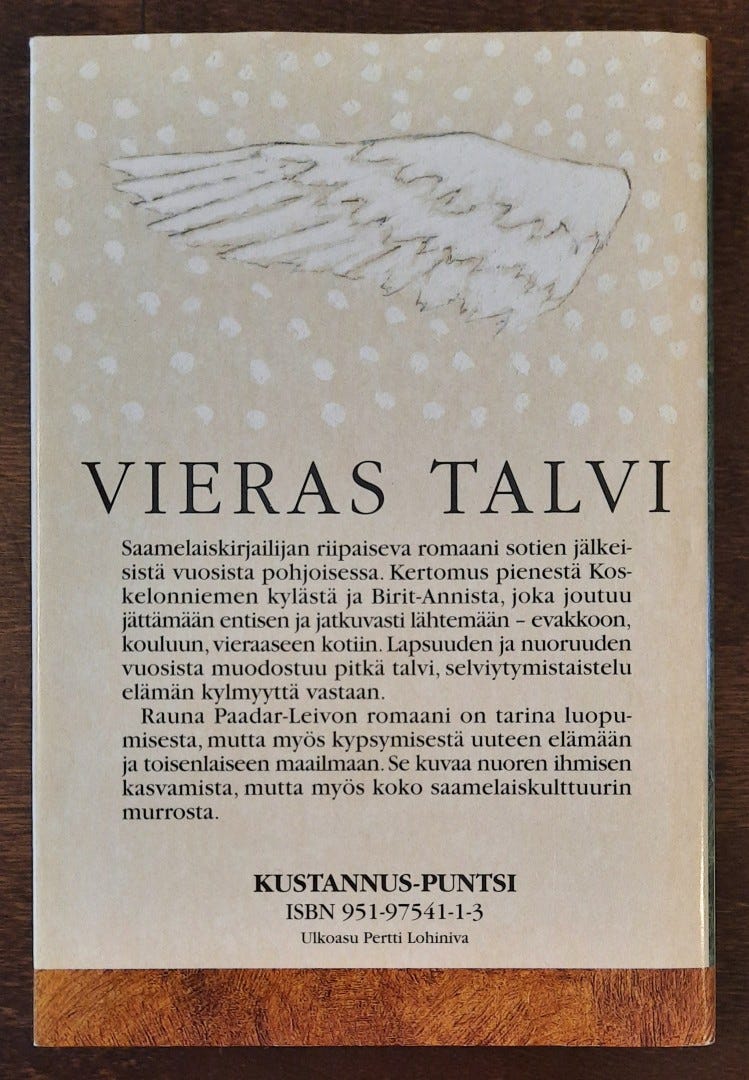 VIERAS TALVI
Saamelaiskirjailijan riipaiseva romaani sotien jälkei-
sistä vuosista pohjoisessa. Kertomus pienestä Kos-
kelonniemen kylästä ja Birit-Annista, joka joutuu
jättämään entisen ja jatkuvasti lähtemään – evakkoon,
kouluun, vieraaseen kotiin. Lapsuuden ja nuoruuden
vuosista muodostuu pitkä talvi, selviytymistaistelu
elämän kylmyyttä vastaan.
Rauna Paadar-Leivon romaani on tarina luopu-
misesta, mutta myös kypsymisestä uuteen elämään
ja toisenlaiseen maailmaan. Se kuvaa nuoren ihmisen
kasvamista, mutta myös koko saamelaiskulttuurin
murrosta.
KUSTANNUS-PUNTSI
ISBN 951-97541-1-3
Ulkoasu Pertti Lohiniva